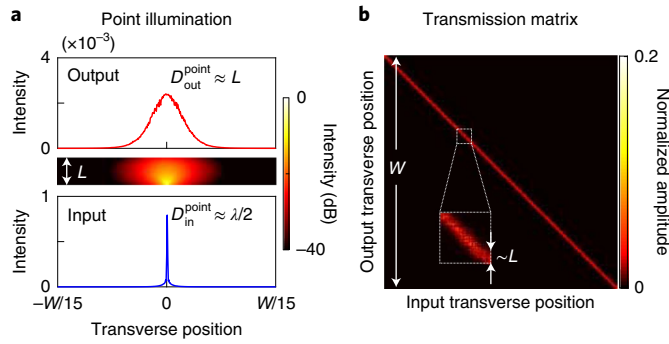 a
Point illumination
(×10⁻³)
4
2
0
Intensity
Output
D_out^point ≈ L
L
0
−40
Intensity (dB)
1
0
Intensity
Input
D_in^point ≈ λ/2
−W/15
0
W/15
Transverse position
b
Transmission matrix
Output transverse position
W
~L
Input transverse position
0.2
0
Normalized amplitude